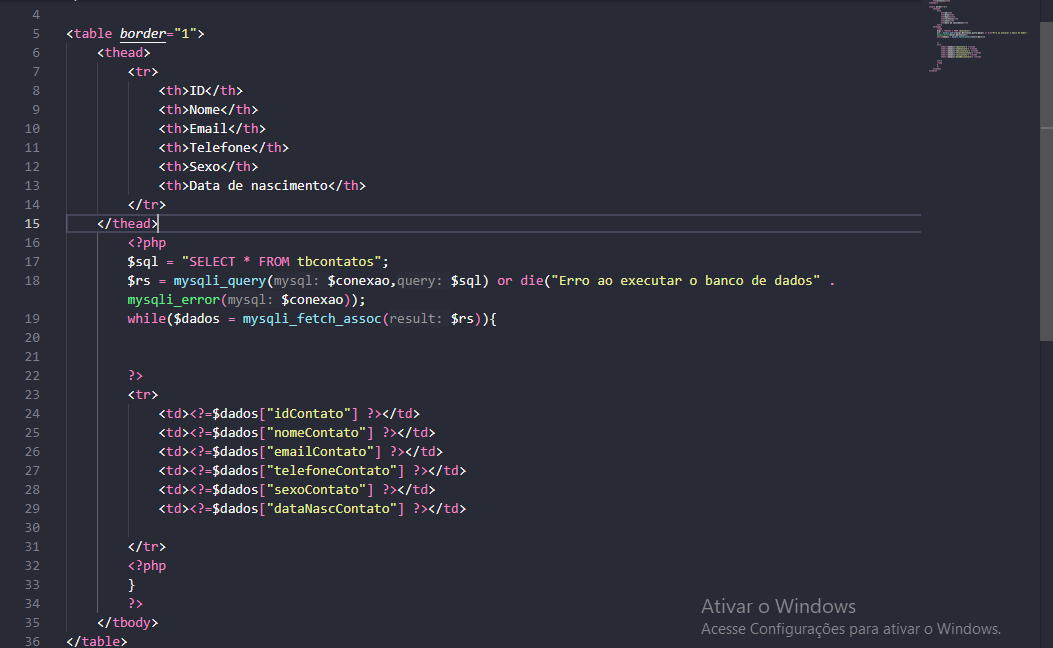 4
5 <table border="1">
6 <thead>
7 <tr>
8 <th>ID</th>
9 <th>Nome</th>
10 <th>Email</th>
11 <th>Telefone</th>
12 <th>Sexo</th>
13 <th>Data de nascimento</th>
14 </tr>
15 </thead>
16 <?php
17 $sql = "SELECT * FROM tbcontatos";
18 $rs = mysqli_query(mysql: $conexao,query: $sql) or die("Erro ao executar o banco de dados" .
mysqli_error(mysql: $conexao));
19 while($dados = mysqli_fetch_assoc(result: $rs)){
20
21
22 ?>
23 <tr>
24 <td><?=$dados["idContato"] ?></td>
25 <td><?=$dados["nomeContato"] ?></td>
26 <td><?=$dados["emailContato"] ?></td>
27 <td><?=$dados["telefoneContato"] ?></td>
28 <td><?=$dados["sexoContato"] ?></td>
29 <td><?=$dados["dataNascContato"] ?></td>
30
31 </tr>
32 <?php
33 }
34 ?>
35 </tbody>
36 </table>
Ativar o Windows
Acesse Configurações para ativar o Windows.